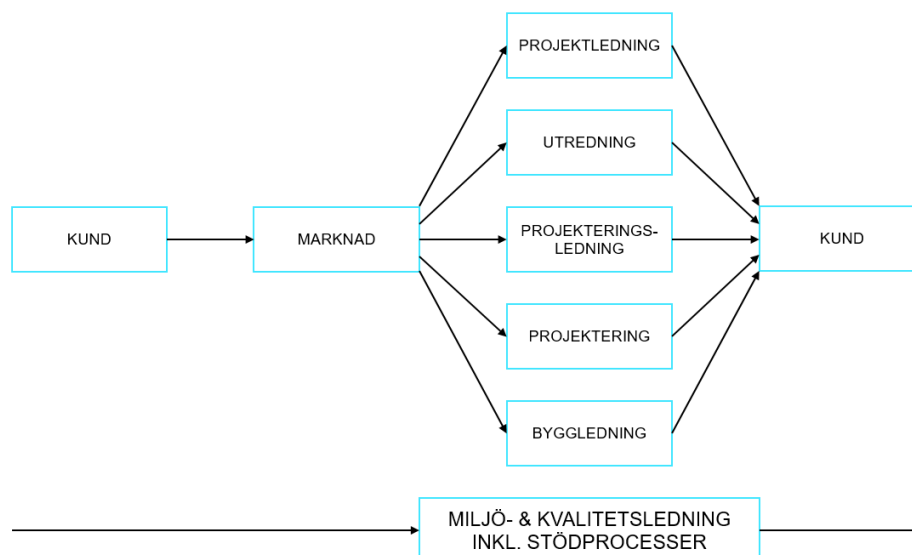 PROJEKTLEDNING
UTREDNING
KUND
MARKNAD
PROJEKTERINGS-
LEDNING
KUND
PROJEKTERING
BYGGLEDNING
MILJÖ- & KVALITETSLEDNING
INKL. STÖDPROCESSER